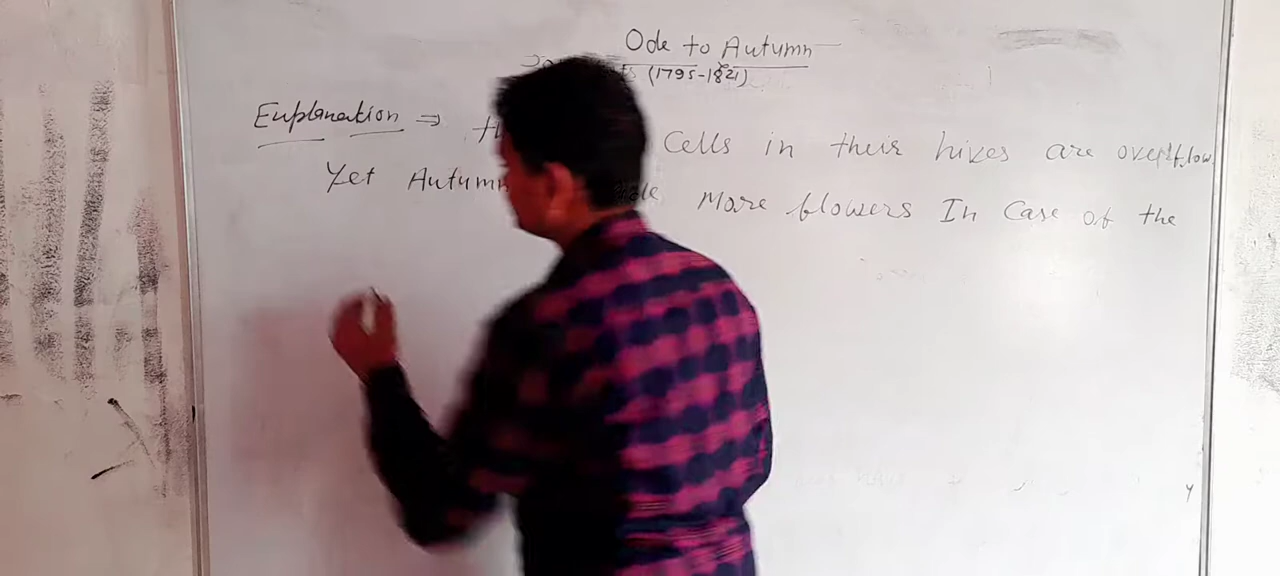 Ode to Autumn
(1795-1821)
Explanation ⇒ Cells in their hives are overflow
Yet Autumn More flowers In Case of the